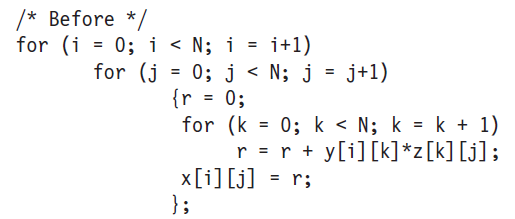 /* Before */
for (i = 0; i < N; i = i+1)
for (j = 0; j < N; j = j+1)
{r = 0;
for (k = 0; k < N; k = k + 1)
r = r + y[i][k]*z[k][j];
x[i][j] = r;
};